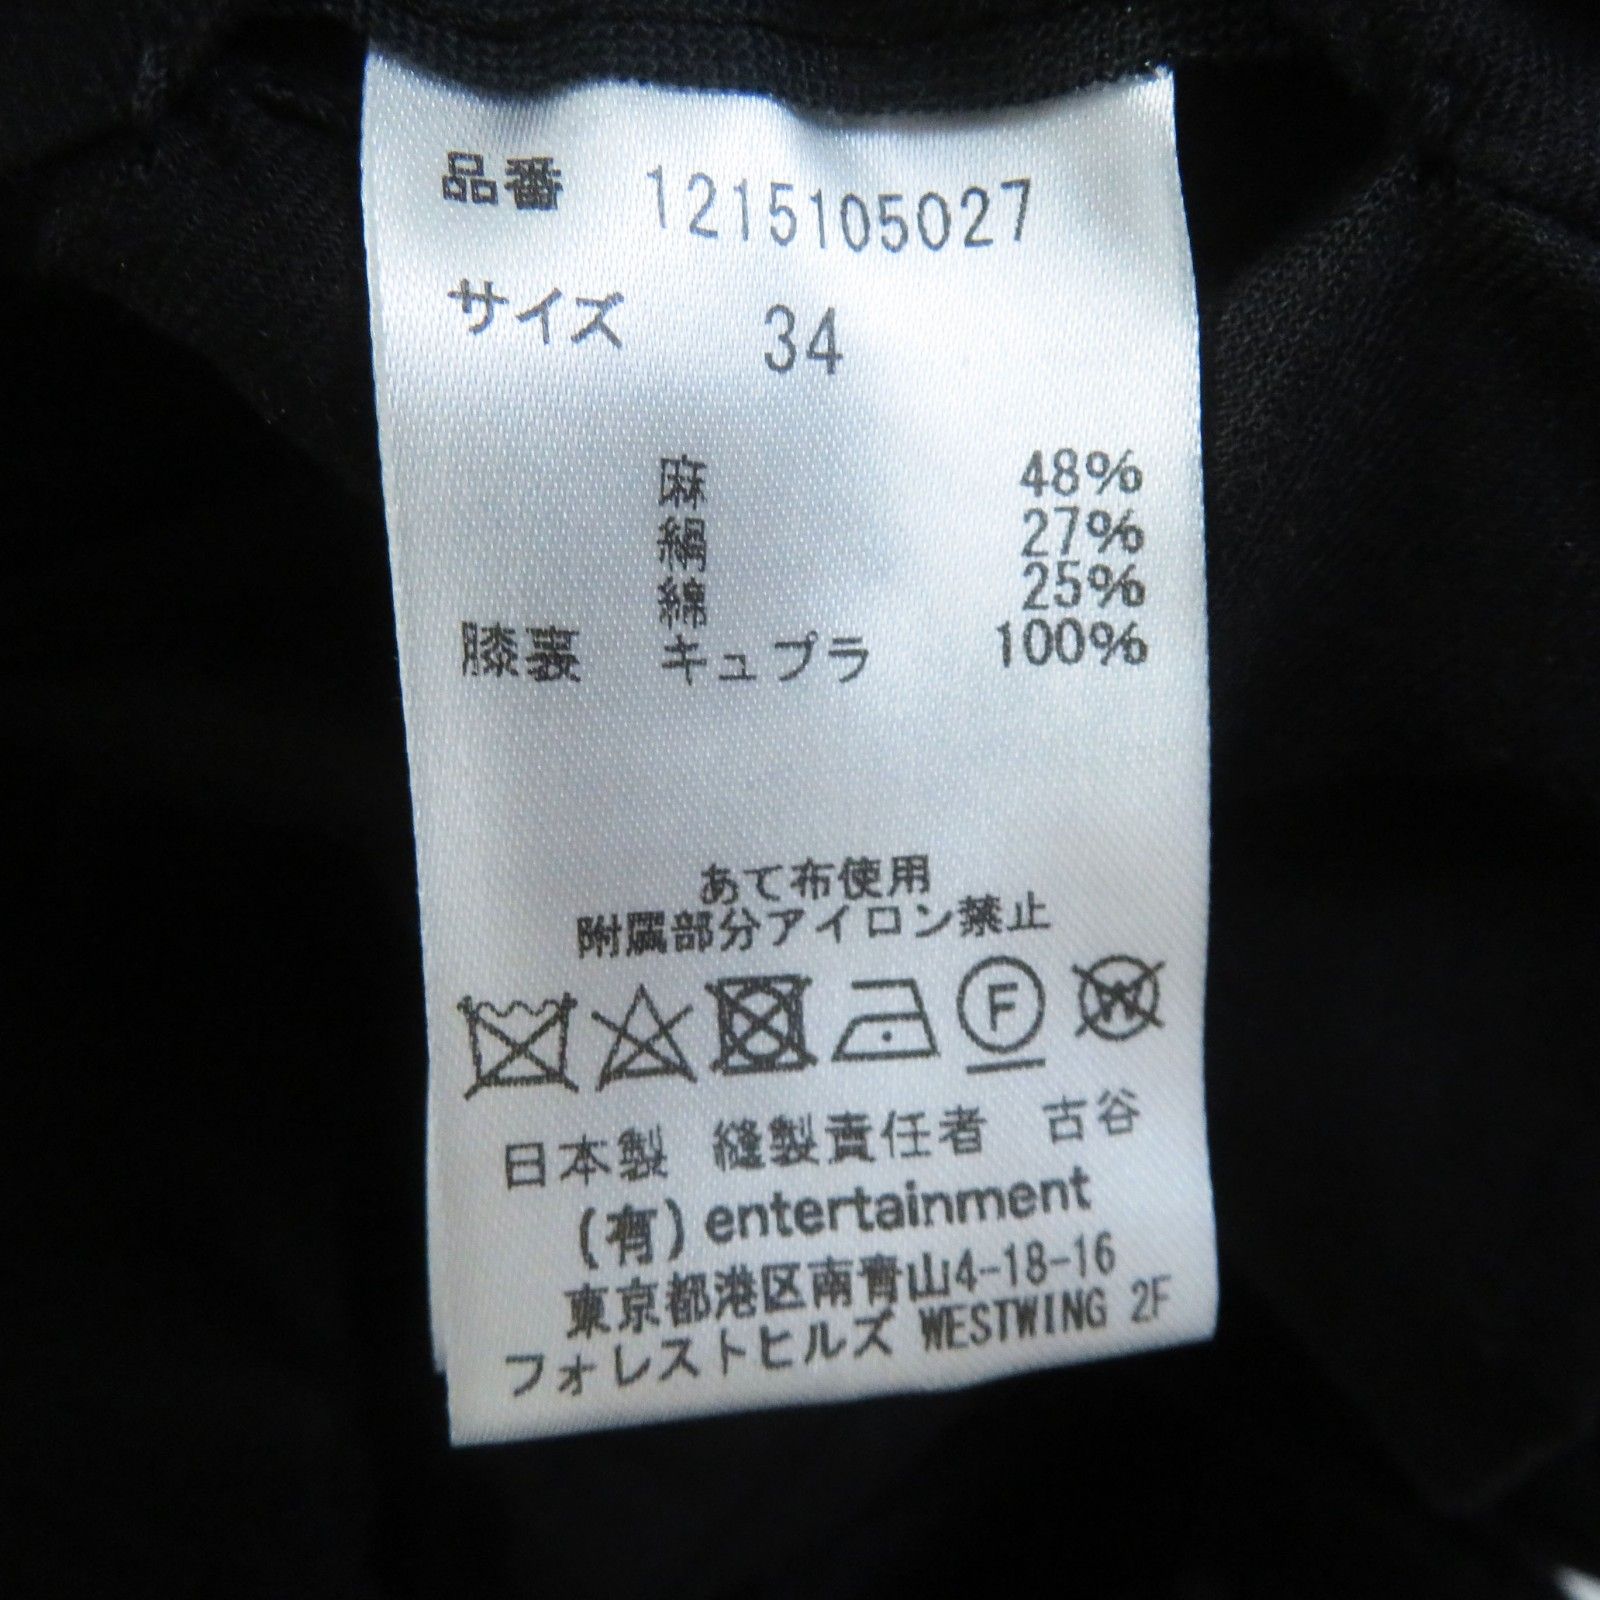 品番 1215105027
サイズ 34
麻 48%
絹 27%
綿 25%
膝裏 キュプラ 100%
あて布使用
附属部分アイロン禁止
F W
日本製 縫製責任者 古谷
(有) entertainment
東京都港区南青山4-18-16
フォレストヒルズ WESTWING 2F